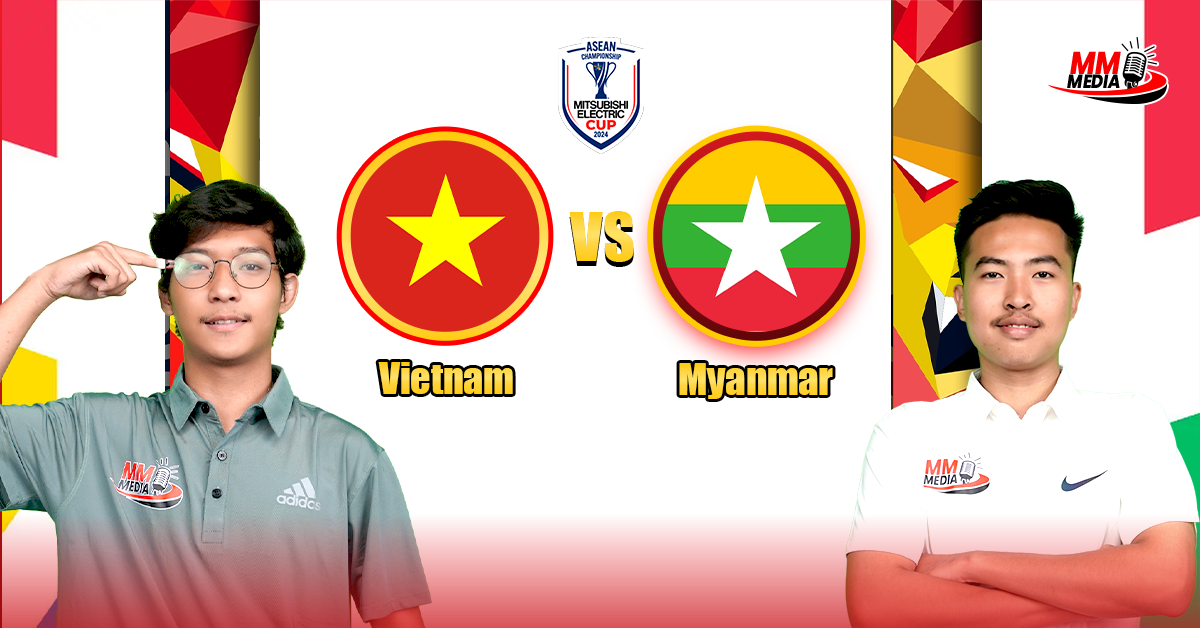 ASEAN
CHAMPIONSHIP
MITSUBISHI
ELECTRIC
CUP
2024
MM
MEDIA
VS
Vietnam
Myanmar
MM
MEDIA
adidas
MM
MEDIA